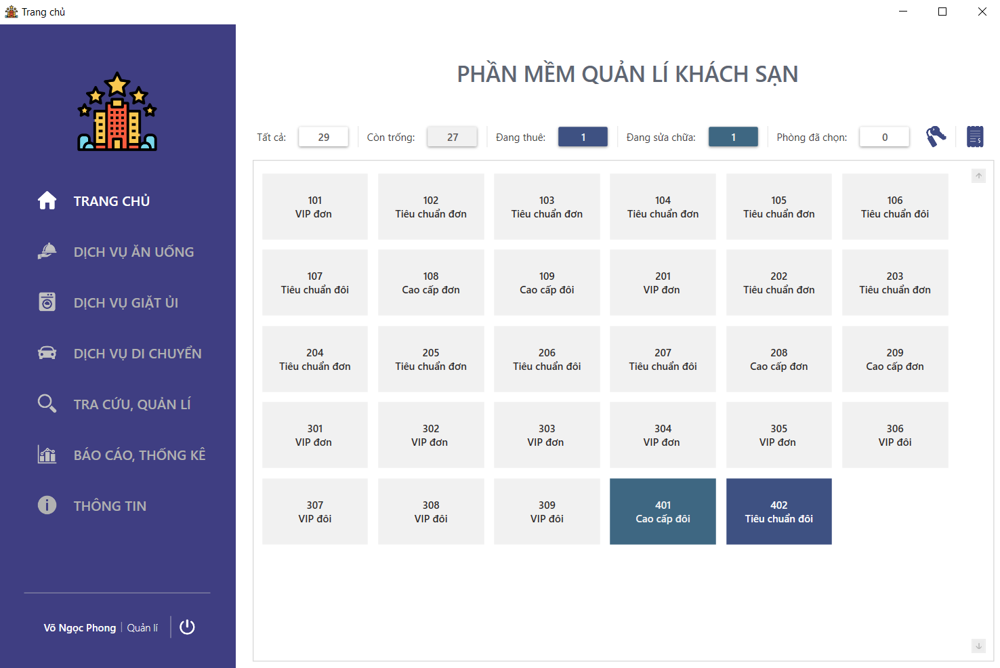 Trang chủ
PHẦN MỀM QUẢN LÍ KHÁCH SẠN
TRANG CHỦ
DỊCH VỤ ĂN UỐNG
DỊCH VỤ GIẶT ỦI
DỊCH VỤ DI CHUYỂN
TRA CỨU, QUẢN LÍ
BÁO CÁO, THỐNG KÊ
THÔNG TIN
Võ Ngọc Phong | Quản lí
Tất cả: 29 Còn trống: 27 Đang thuê: 1 Đang sửa chữa: 1 Phòng đã chọn: 0
101
VIP đơn
102
Tiêu chuẩn đơn
103
Tiêu chuẩn đơn
104
Tiêu chuẩn đơn
105
Tiêu chuẩn đơn
106
Tiêu chuẩn đôi
107
Tiêu chuẩn đôi
108
Cao cấp đơn
109
Cao cấp đôi
201
VIP đơn
202
Tiêu chuẩn đơn
203
Tiêu chuẩn đơn
204
Tiêu chuẩn đơn
205
Tiêu chuẩn đơn
206
Tiêu chuẩn đôi
207
Tiêu chuẩn đôi
208
Cao cấp đơn
209
Cao cấp đơn
301
VIP đơn
302
VIP đơn
303
VIP đơn
304
VIP đơn
305
VIP đơn
306
VIP đôi
307
VIP đôi
308
VIP đôi
309
VIP đôi
401
Cao cấp đôi
402
Tiêu chuẩn đôi